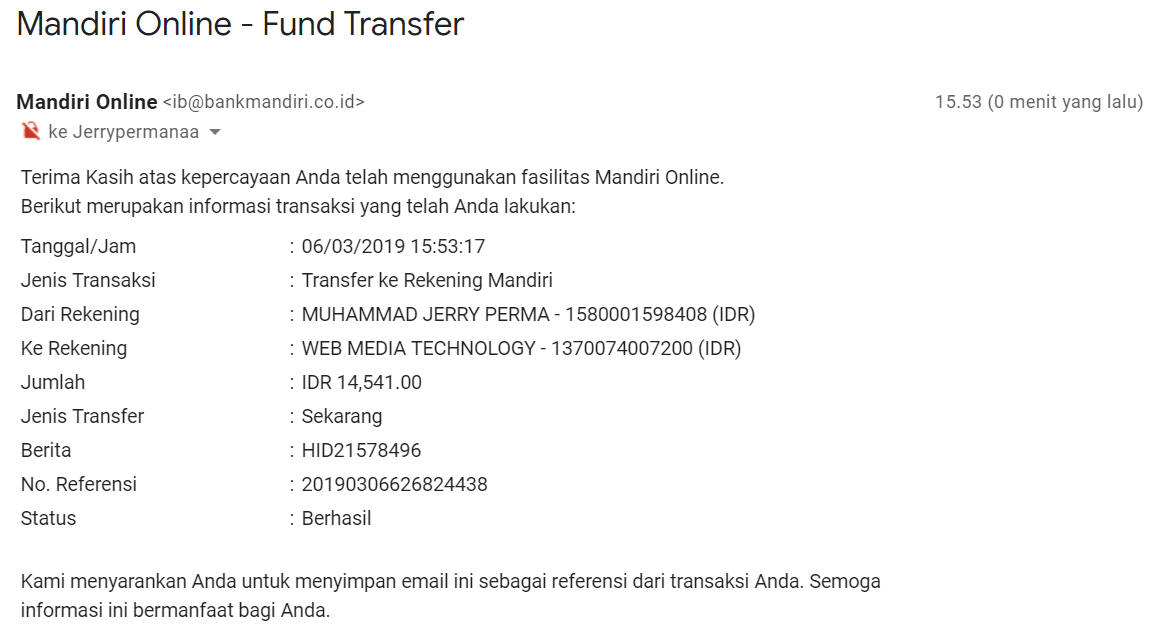 Mandiri Online - Fund Transfer
Mandiri Online <ib@bankmandiri.co.id> 15.53 (0 menit yang lalu)
ke Jerrypermanaa
Terima Kasih atas kepercayaan Anda telah menggunakan fasilitas Mandiri Online.
Berikut merupakan informasi transaksi yang telah Anda lakukan:
Tanggal/Jam : 06/03/2019 15:53:17
Jenis Transaksi : Transfer ke Rekening Mandiri
Dari Rekening : MUHAMMAD JERRY PERMA - 1580001598408 (IDR)
Ke Rekening : WEB MEDIA TECHNOLOGY - 1370074007200 (IDR)
Jumlah : IDR 14,541.00
Jenis Transfer : Sekarang
Berita : HID21578496
No. Referensi : 20190306626824438
Status : Berhasil
Kami menyarankan Anda untuk menyimpan email ini sebagai referensi dari transaksi Anda. Semoga
informasi ini bermanfaat bagi Anda.